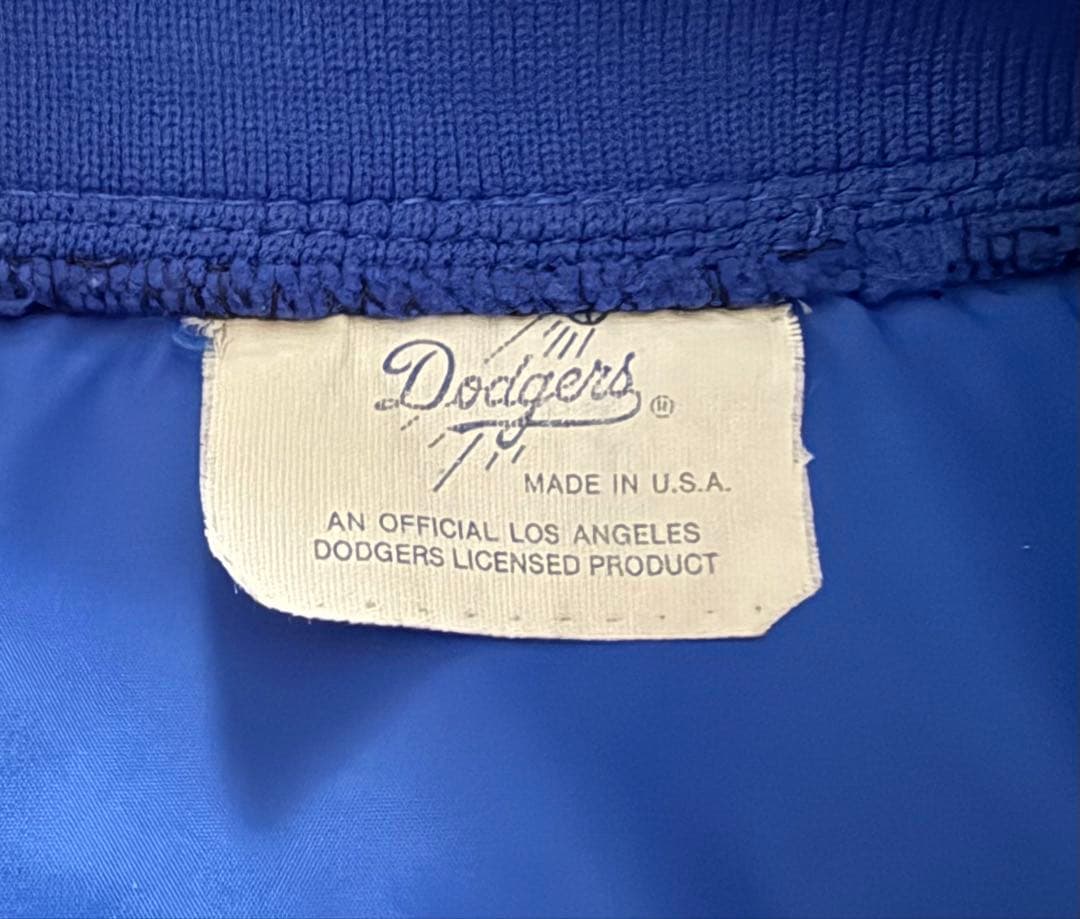 Dodgers ®
MADE IN U.S.A.
AN OFFICIAL LOS ANGELES
DODGERS LICENSED PRODUCT